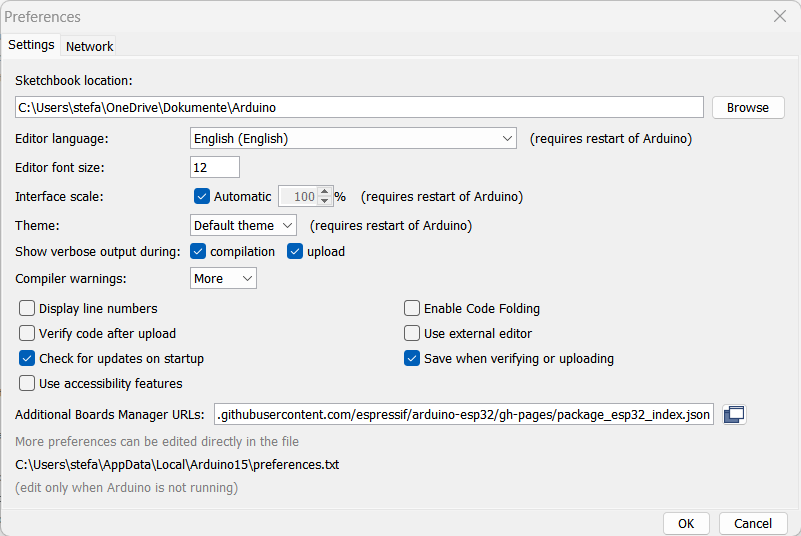 Preferences
Settings Network
Sketchbook location:
C:\Users\stefa\OneDrive\Dokumente\Arduino Browse
Editor language: English (English) (requires restart of Arduino)
Editor font size: 12
Interface scale: Automatic 100 % (requires restart of Arduino)
Theme: Default theme (requires restart of Arduino)
Show verbose output during: compilation upload
Compiler warnings: More
Display line numbers Enable Code Folding
Verify code after upload Use external editor
Check for updates on startup Save when verifying or uploading
Use accessibility features
Additional Boards Manager URLs: .githubusercontent.com/espressif/arduino-esp32/gh-pages/package_esp32_index.json
More preferences can be edited directly in the file
C:\Users\stefa\AppData\Local\Arduino15\preferences.txt
(edit only when Arduino is not running)
OK Cancel